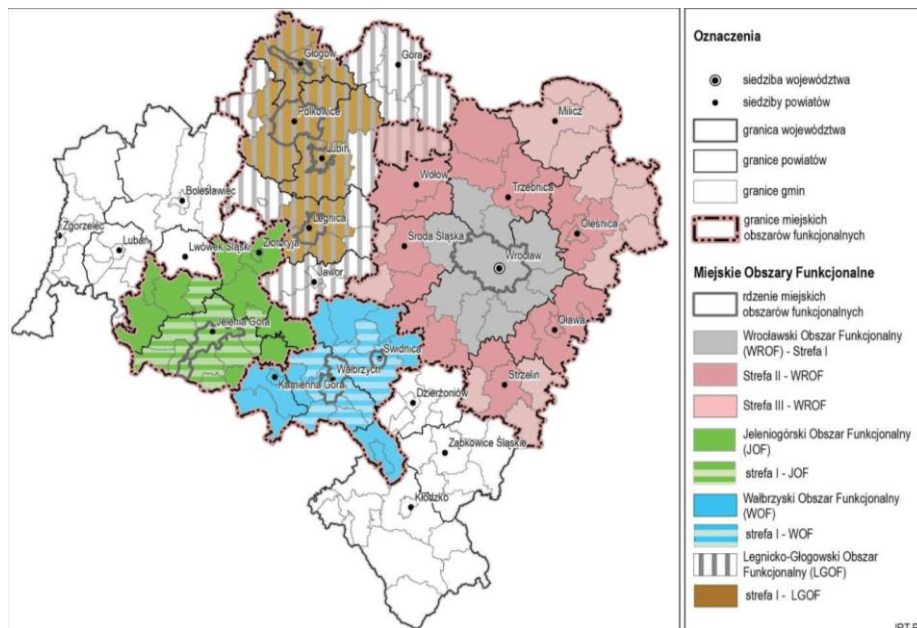 Głogów
Góra
Polkowice
Milicz
Lubin
Wołów
Trzebnica
Bolesławiec
Legnica
Oleśnica
Zgorzelec
Lubań
Lwówek Śląski
Złotoryja
Środa Śląska
Wrocław
Jawor
Jelenia Góra
Oława
Świdnica
Wałbrzych
Kamienna Góra
Strzelin
Dzierżoniów
Ząbkowice Śląskie
Kłodzko
Oznaczenia
siedziba województwa
siedziby powiatów
granica województwa
granice powiatów
granice gmin
granice miejskich
obszarów funkcjonalnych
Miejskie Obszary Funkcjonalne
rdzenie miejskich
obszarów funkcjonalnych
Wrocławski Obszar Funkcjonalny
(WROF) - Strefa I
Strefa II - WROF
Strefa III - WROF
Jeleniogórski Obszar Funkcjonalny
(JOF)
strefa I - JOF
Wałbrzyski Obszar Funkcjonalny
(WOF)
strefa I - WOF
Legnicko-Głogowski Obszar
Funkcjonalny (LGOF)
strefa I - LGOF